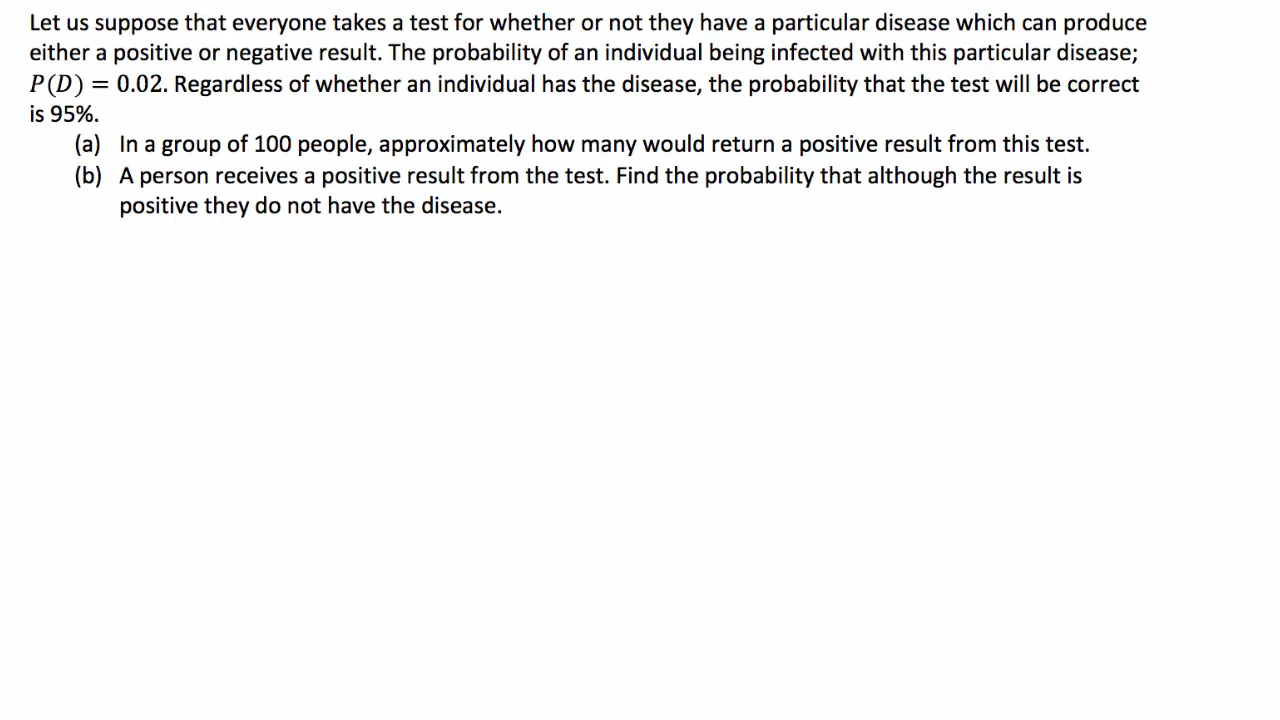 Let us suppose that everyone takes a test for whether or not they have a particular disease which can produce
either a positive or negative result. The probability of an individual being infected with this particular disease;
P(D) = 0.02. Regardless of whether an individual has the disease, the probability that the test will be correct
is 95%.
(a) In a group of 100 people, approximately how many would return a positive result from this test.
(b) A person receives a positive result from the test. Find the probability that although the result is
positive they do not have the disease.